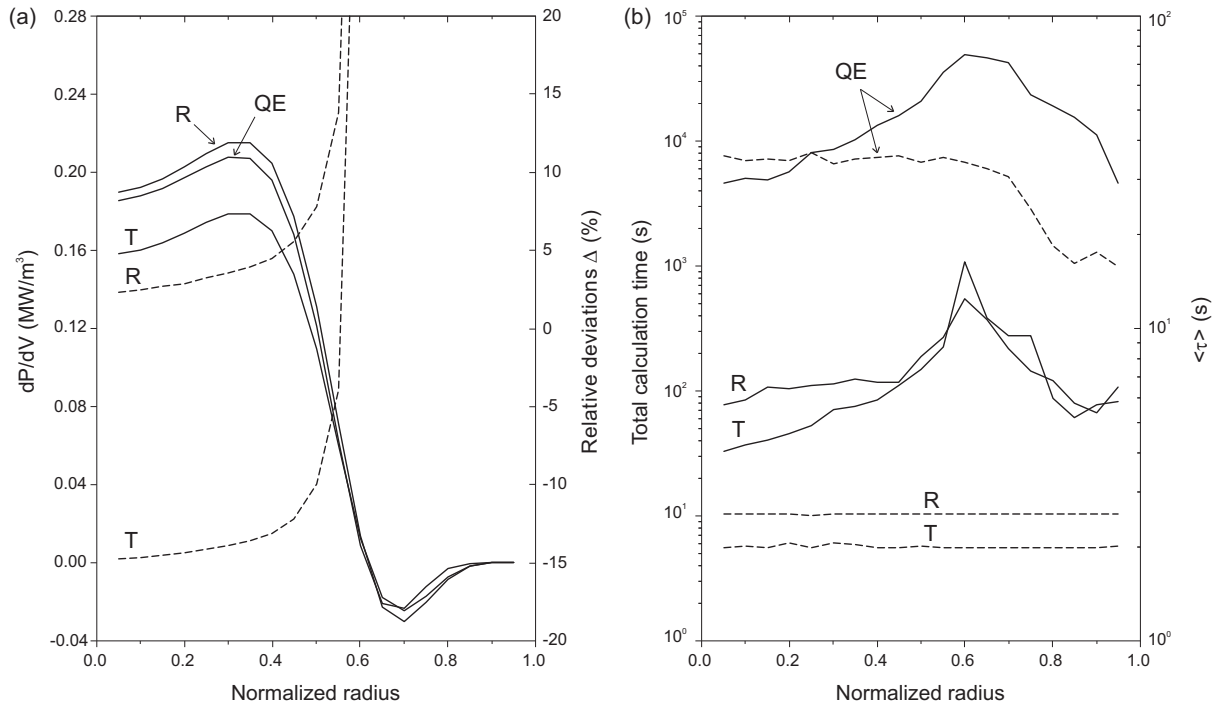 (a)
0.28
0.24
0.20
0.16
0.12
0.08
0.04
0.00
-0.04
dP/dV (MW/m³)
R
QE
T
R
T
20
15
10
5
0
-5
-10
-15
-20
Relative deviations Δ (%)
0.0 0.2 0.4 0.6 0.8 1.0
Normalized radius
(b)
10⁵
10⁴
10³
10²
10¹
10⁰
Total calculation time (s)
QE
R
T
R
T
10²
10¹
10⁰
<τ> (s)
0.0 0.2 0.4 0.6 0.8 1.0
Normalized radius